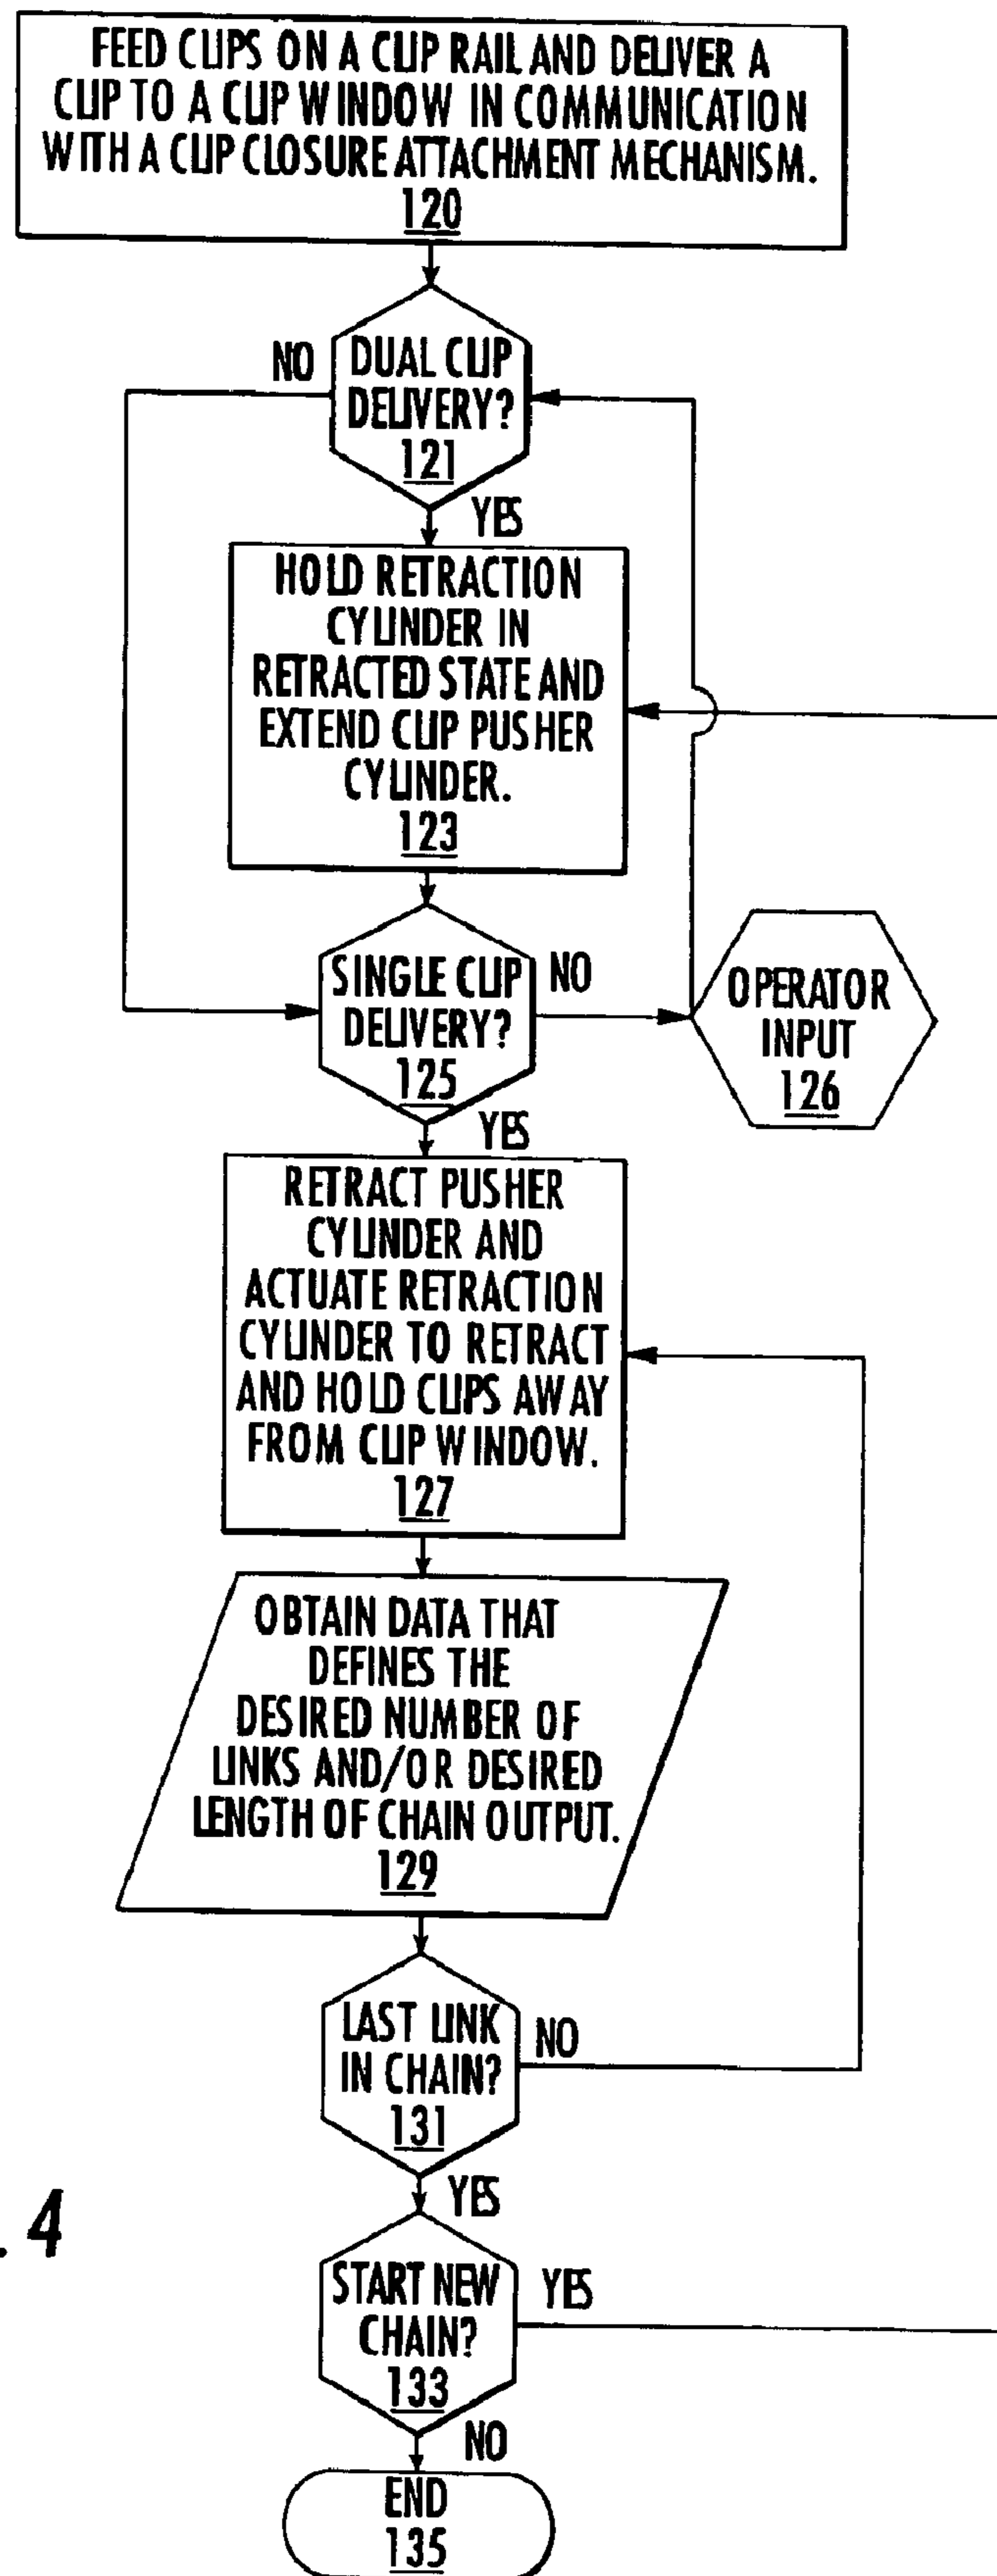 FEED CLIPS ON A CLIP RAIL AND DELIVER A
CLIP TO A CLIP WINDOW IN COMMUNICATION
WITH A CLIP CLOSURE ATTACHMENT MECHANISM.
120
NO
DUAL CLIP
DELIVERY?
121
YES
HOLD RETRACTION
CYLINDER IN
RETRACTED STATE AND
EXTEND CLIP PUSHER
CYLINDER.
123
SINGLE CLIP
DELIVERY?
125
NO
OPERATOR
INPUT
126
YES
RETRACT PUSHER
CYLINDER AND
ACTUATE RETRACTION
CYLINDER TO RETRACT
AND HOLD CLIPS AWAY
FROM CLIP WINDOW.
127
OBTAIN DATA THAT
DEFINES THE
DESIRED NUMBER OF
LINKS AND/OR DESIRED
LENGTH OF CHAIN OUTPUT.
129
LAST LINK
IN CHAIN?
131
NO
YES
. 4
START NEW
CHAIN?
133
YES
NO
END
135